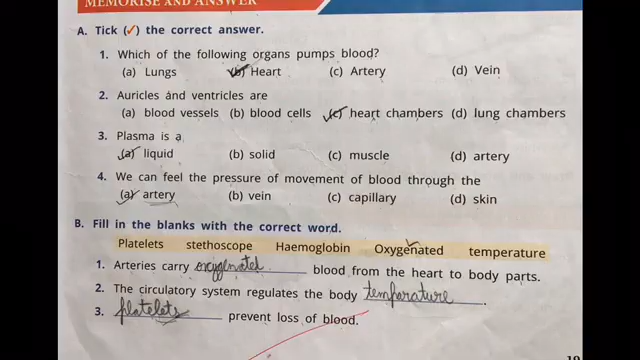 MEMORISE AND ANSWER
A. Tick (✓) the correct answer.
1. Which of the following organs pumps blood?
(a) Lungs (b) Heart (c) Artery (d) Vein
2. Auricles and ventricles are
(a) blood vessels (b) blood cells (c) heart chambers (d) lung chambers
3. Plasma is a
(a) liquid (b) solid (c) muscle (d) artery
4. We can feel the pressure of movement of blood through the
(a) artery (b) vein (c) capillary (d) skin
B. Fill in the blanks with the correct word.
Platelets stethoscope Haemoglobin Oxygenated temperature
1. Arteries carry oxygenated blood from the heart to body parts.
2. The circulatory system regulates the body temparature.
3. platelets prevent loss of blood.